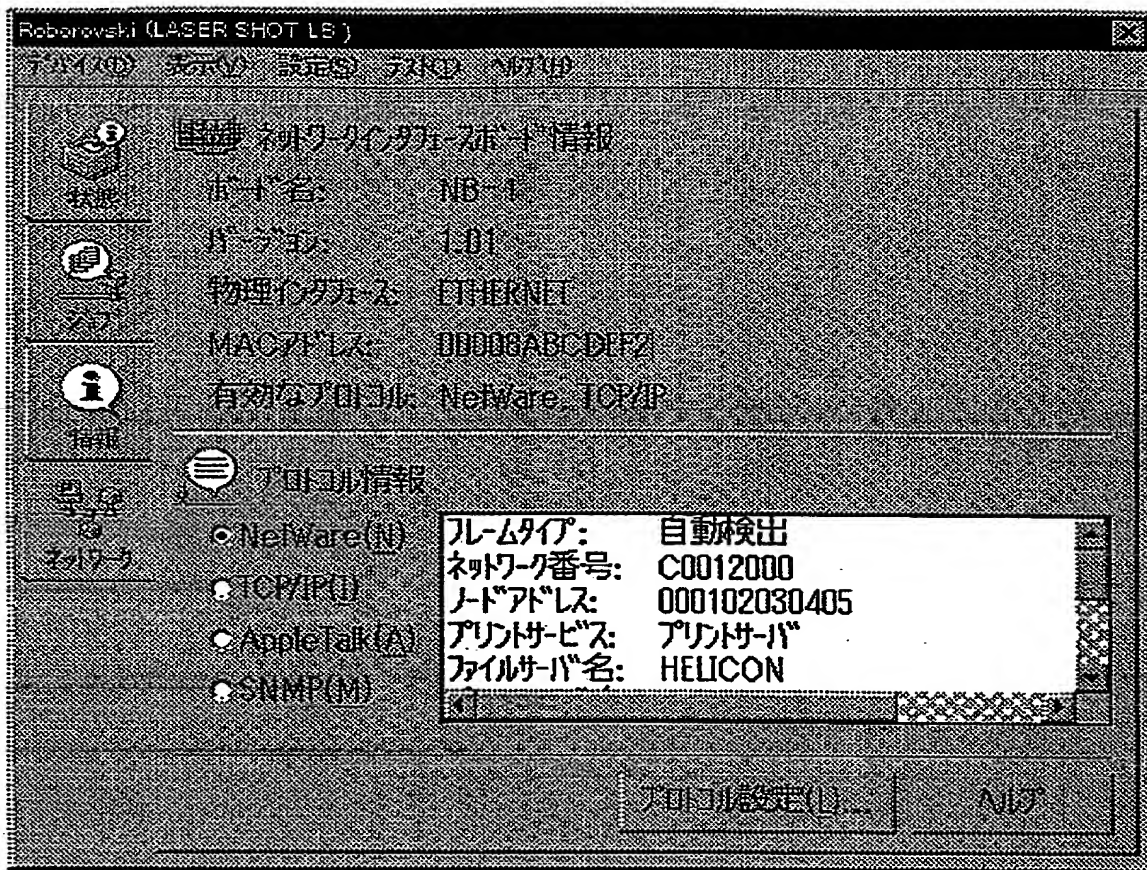 Roborovski (LASER SHOT LB )
デバイス(D) 表示(V) 設定(S) テスト(T) ヘルプ(H)
状態
ジョブ
情報
ネットワーク
ネットワークインタフェースボード情報
ボード名: NB-1
バージョン: 1.01
物理インタフェース: ETHERNET
MACアドレス: 00008ABCDEF2
有効なプロトコル: NetWare, TCP/IP
プロトコル情報
NetWare(N)
TCP/IP(I)
AppleTalk(A)
SNMP(M)
フレームタイプ: 自動検出
ネットワーク番号: C0012000
ノードアドレス: 000102030405
プリントサービス: プリントサーバ
ファイルサーバ名: HELICON
プロトコル設定(L)...
ヘルプ